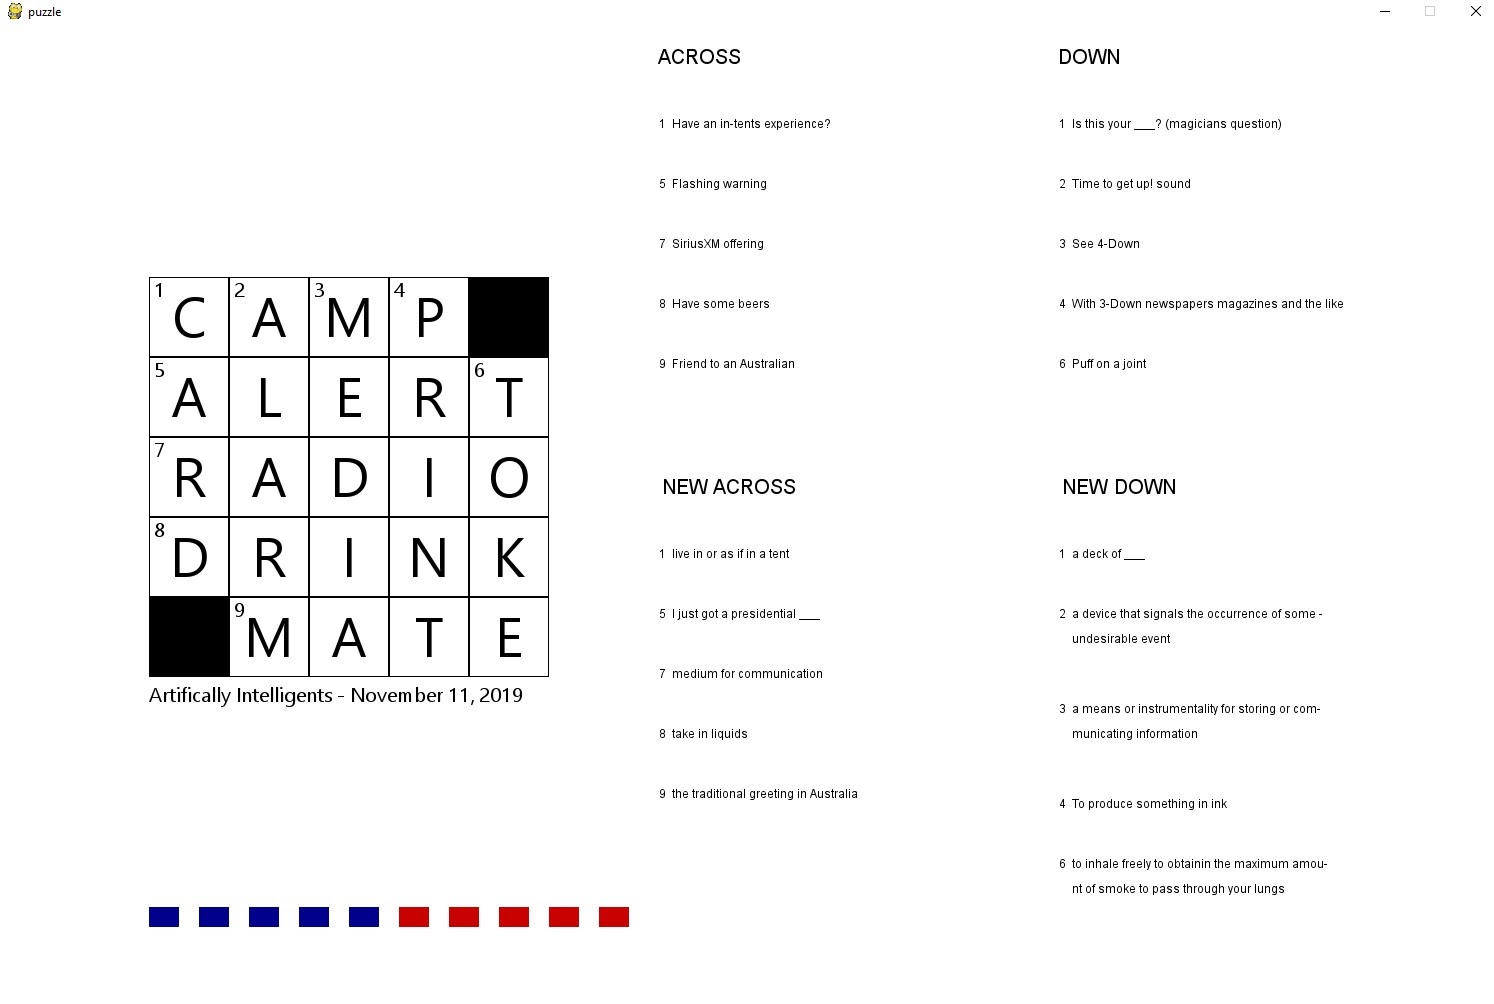 puzzle
1 C 2 A 3 M 4 P
5 A L E R 6 T
7 R A D I O
8 D R I N K
9 M A T E
Artifically Intelligents - November 11, 2019
ACROSS
1 Have an in-tents experience?
5 Flashing warning
7 SiriusXM offering
8 Have some beers
9 Friend to an Australian
DOWN
1 Is this your ___? (magicians question)
2 Time to get up! sound
3 See 4-Down
4 With 3-Down newspapers magazines and the like
6 Puff on a joint
NEW ACROSS
1 live in or as if in a tent
5 I just got a presidential ___
7 medium for communication
8 take in liquids
9 the traditional greeting in Australia
NEW DOWN
1 a deck of ___
2 a device that signals the occurrence of some -
undesirable event
3 a means or instrumentality for storing or com-
municating information
4 To produce something in ink
6 to inhale freely to obtainin the maximum amou-
nt of smoke to pass through your lungs